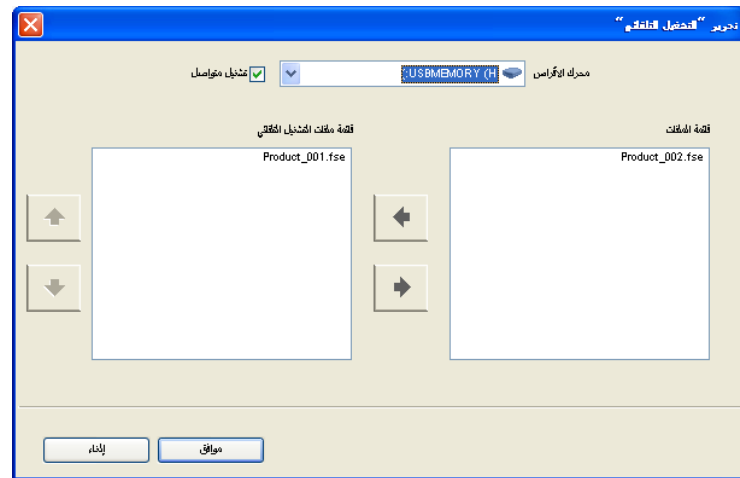 تحرير "التشغيل التلقائي"
محرك الأقراص
USBMEMORY (H:
تشغيل متواصل
قائمة الملفات
قائمة ملفات التشغيل التلقائي
Product_002.fse
Product_001.fse
موافق
إلغاء